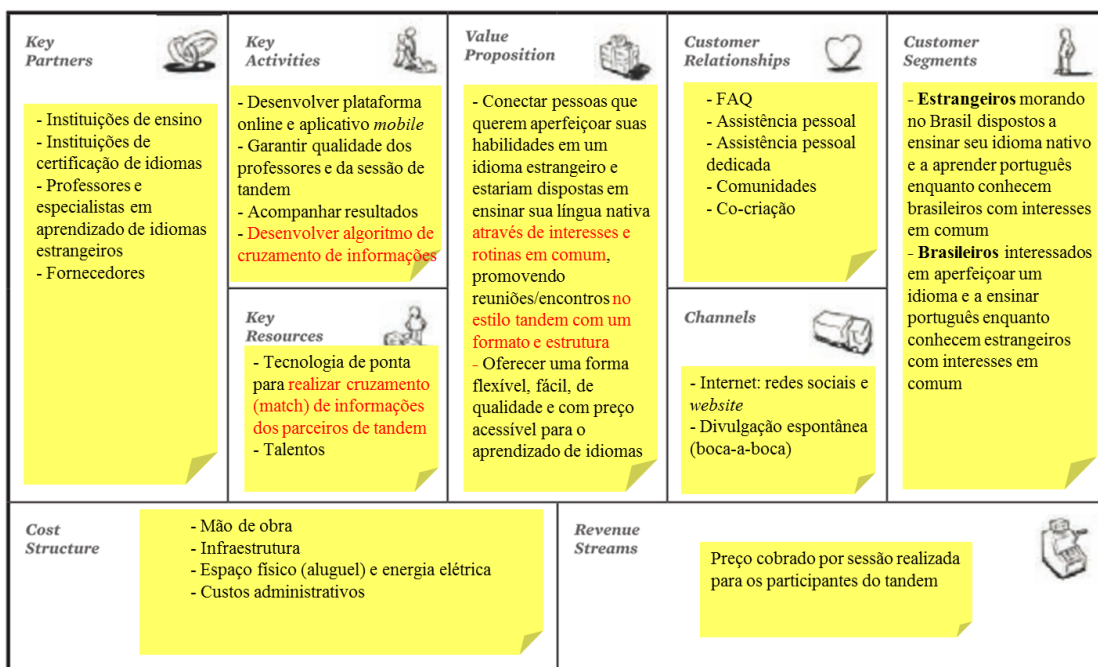 Key
Partners
- Instituições de ensino
- Instituições de
certificação de idiomas
- Professores e
especialistas em
aprendizado de idiomas
estrangeiros
- Fornecedores
Key
Activities
- Desenvolver plataforma
online e aplicativo mobile
- Garantir qualidade dos
professores e da sessão de
tandem
- Acompanhar resultados
- Desenvolver algoritmo de
cruzamento de informações
Key
Resources
- Tecnologia de ponta
para realizar cruzamento
(match) de informações
dos parceiros de tandem
- Talentos
Value
Proposition
- Conectar pessoas que
querem aperfeiçoar suas
habilidades em um
idioma estrangeiro e
estariam dispostas em
ensinar sua língua nativa
através de interesses e
rotinas em comum,
promovendo
reuniões/encontros no
estilo tandem com um
formato e estrutura
- Oferecer uma forma
flexível, fácil, de
qualidade e com preço
acessível para o
aprendizado de idiomas
Customer
Relationships
- FAQ
- Assistência pessoal
- Assistência pessoal
dedicada
- Comunidades
- Co-criação
Channels
- Internet: redes sociais e
website
- Divulgação espontânea
(boca-a-boca)
Customer
Segments
- Estrangeiros morando
no Brasil dispostos a
ensinar seu idioma nativo
e a aprender português
enquanto conhecem
brasileiros com interesses
em comum
- Brasileiros interessados
em aperfeiçoar um
idioma e a ensinar
português enquanto
conhecem estrangeiros
com interesses em
comum
Cost
Structure
- Mão de obra
- Infraestrutura
- Espaço físico (aluguel) e energia elétrica
- Custos administrativos
Revenue
Streams
Preço cobrado por sessão realizada
para os participantes do tandem